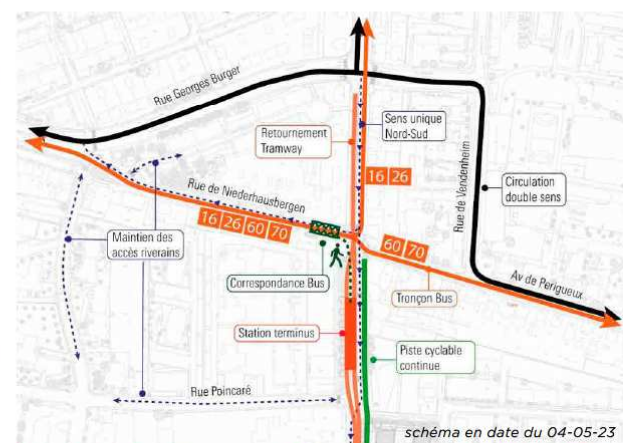 Rue Georges Burger
Retournement
Tramway
Sens unique
Nord-Sud
16 26
Rue de Vendenheim
Circulation
double sens
Rue de Niederhausbergen
16 26 60 70
60 70
Maintien des
accès riverains
Correspondance Bus
Tronçon Bus
Av de Périgueux
Station terminus
Piste cyclable
continue
Rue Poincaré
schéma en date du 04-05-23